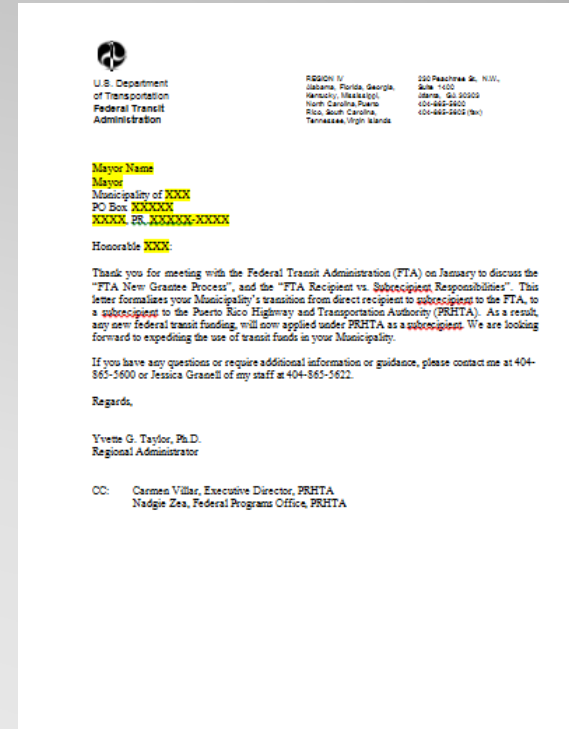 U.S. Department
of Transportation
Federal Transit
Administration
REGION IV
Alabama, Florida, Georgia,
Kentucky, Mississippi,
North Carolina, Puerto
Rico, South Carolina,
Tennessee, Virgin Islands
230 Peachtree St., N.W.,
Suite 1400
Atlanta, GA 30303
404-865-5600
404-865-5605 (fax)
Mayor Name
Mayor
Municipality of XXX
PO Box XXXXX
XXXX, PR XXXXX-XXXX
Honorable XXX:
Thank you for meeting with the Federal Transit Administration (FTA) on January to discuss the
“FTA New Grantee Process”, and the “FTA Recipient vs. Subrecipient Responsibilities”. This
letter formalizes your Municipality’s transition from direct recipient to subrecipient to the FTA, to
a subrecipient to the Puerto Rico Highway and Transportation Authority (PRHTA). As a result,
any new federal transit funding, will now applied under PRHTA as a subrecipient. We are looking
forward to expediting the use of transit funds in your Municipality.
If you have any questions or require additional information or guidance, please contact me at 404-
865-5600 or Jessica Granell of my staff at 404-865-5622.
Regards,
Yvette G. Taylor, Ph.D.
Regional Administrator
CC: Carmen Villar, Executive Director, PRHTA
Nadgie Zea, Federal Programs Office, PRHTA